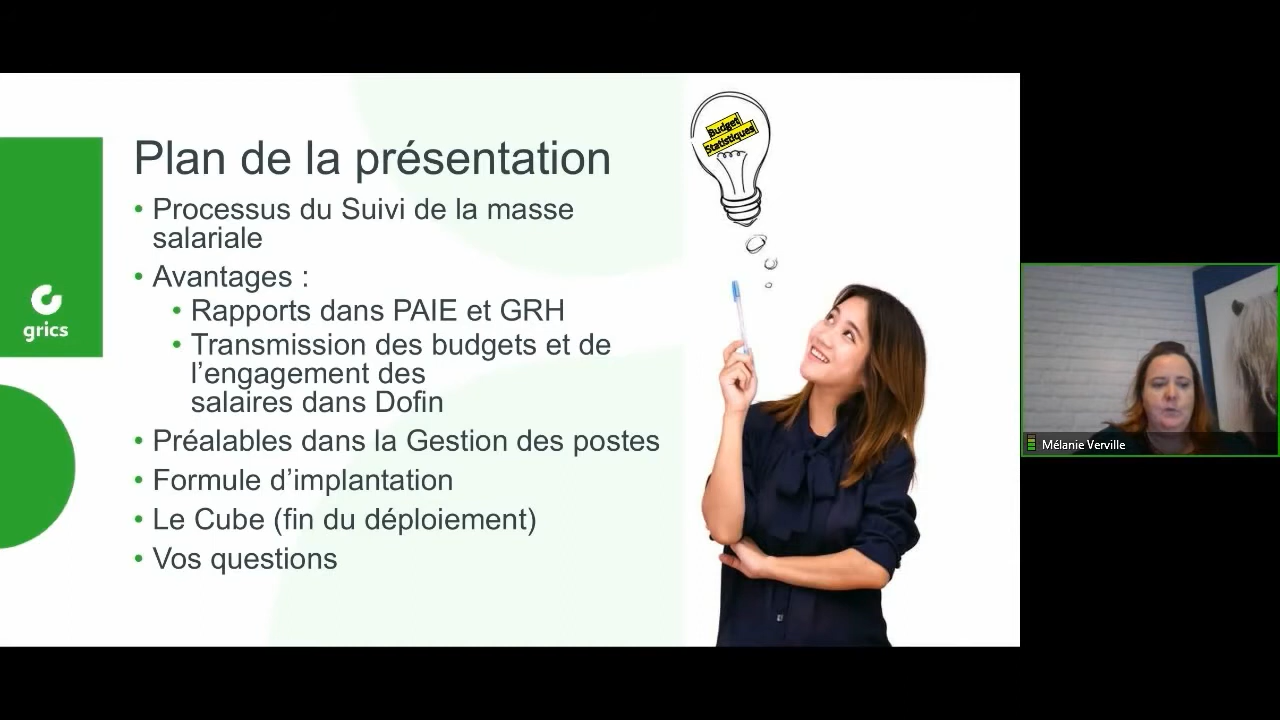 Budget
Statistiques
Plan de la présentation
• Processus du Suivi de la masse
salariale
• Avantages :
• Rapports dans PAIE et GRH
• Transmission des budgets et de
l’engagement des
salaires dans Dofin
• Préalables dans la Gestion des postes
• Formule d’implantation
• Le Cube (fin du déploiement)
• Vos questions
grics
Mélanie Verville